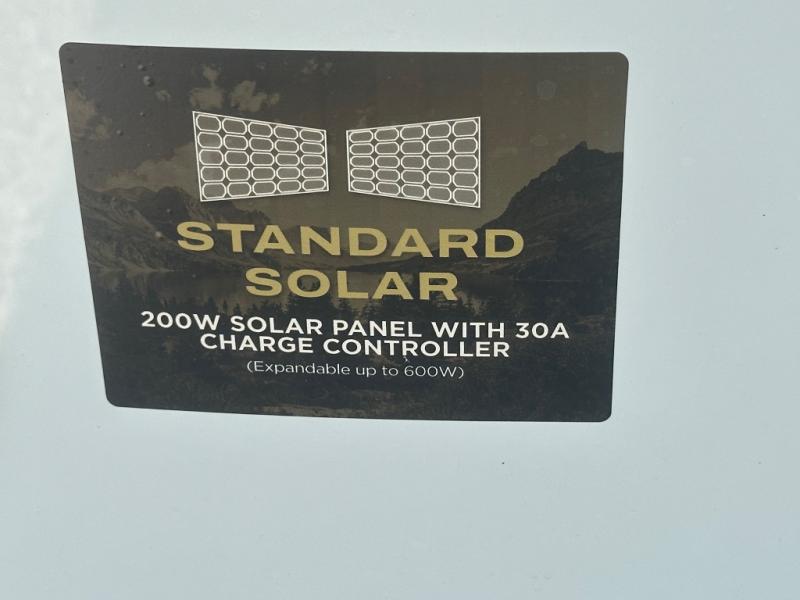 STANDARD
SOLAR
200W SOLAR PANEL WITH 30A
CHARGE CONTROLLER
(Expandable up to 600W)